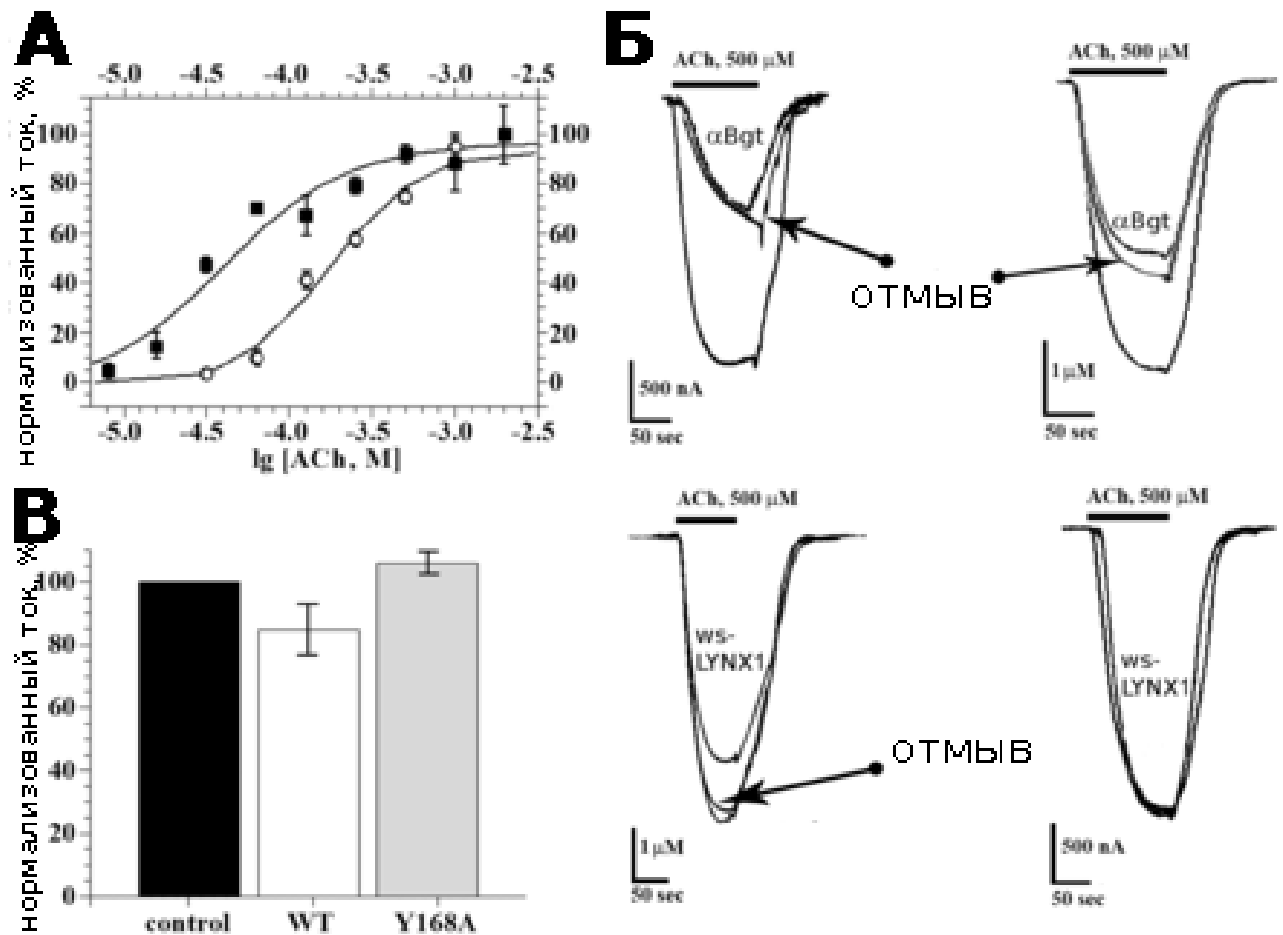 А
нормализованный ток, %
-5.0 -4.5 -4.0 -3.5 -3.0 -2.5
100 100
80 80
60 60
40 40
20 20
0 0
-5.0 -4.5 -4.0 -3.5 -3.0 -2.5
lg [ACh, M]
Б
ACh, 500 μM
αBgt
500 nA
50 sec
ACh, 500 μM
αBgt
1 μM
50 sec
отмыв
ACh, 500 μM
ws-
LYNX1
1 μM
50 sec
ACh, 500 μM
ws-
LYNX1
500 nA
50 sec
отмыв
В
нормализованный ток, %
100
80
60
40
20
0
control WT Y168A